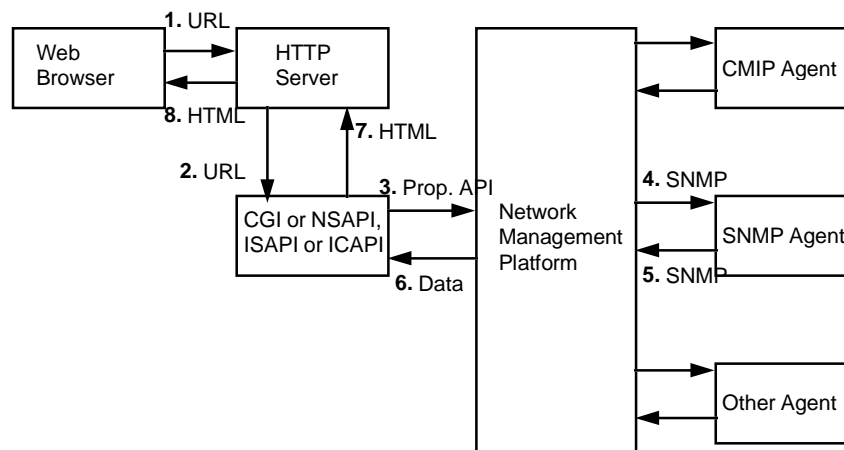 1. URL
Web
Browser
HTTP
Server
8. HTML
7. HTML
2. URL
3. Prop. API
CGI or NSAPI,
ISAPI or ICAPI
6. Data
Network
Management
Platform
CMIP Agent
4. SNMP
SNMP Agent
5. SNMP
Other Agent